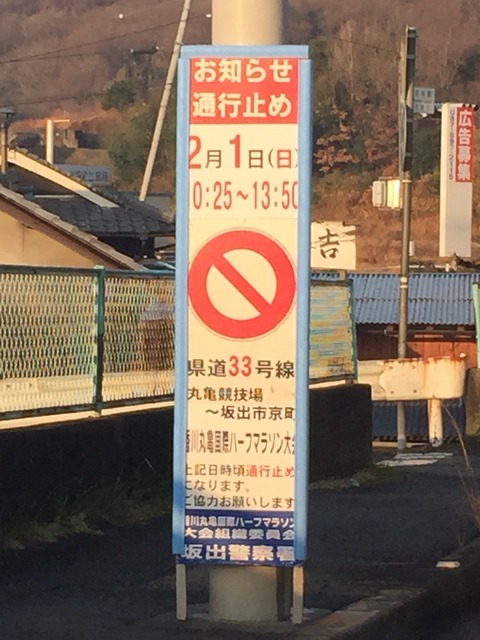 お知らせ
通行止め
2月1日(日)
0:25～13:50
県道33号線
丸亀競技場
～坂出市京町
香川丸亀国際ハーフマラソン大会
上記日時頃通行止め
になります。
ご協力お願いします
香川丸亀国際ハーフマラソン
大会組織委員会
坂出警察署
吉
広告募集